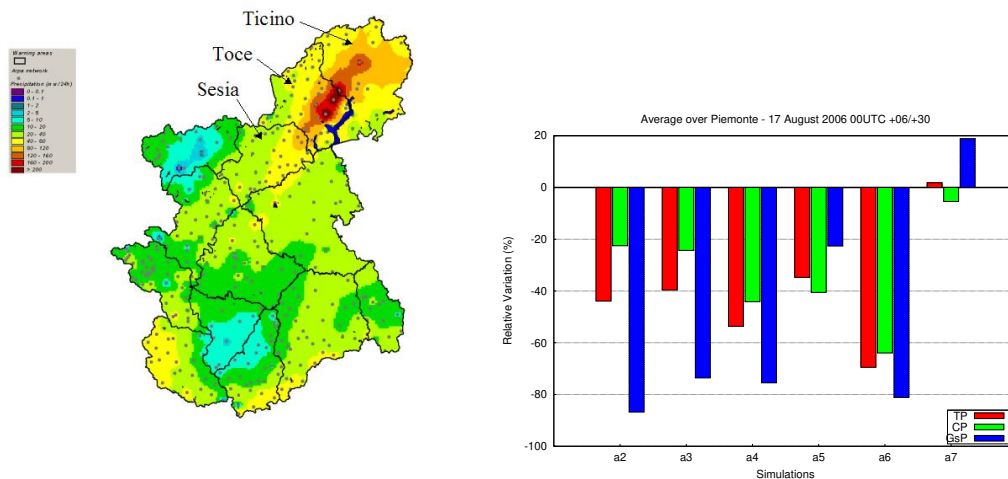 Ticino
Toce
Sesia
Warning areas
Arpa network
Precipitation (mm/24h)
0 - 0.1
0.1 - 1
1 - 2
2 - 5
5 - 10
10 - 20
20 - 40
40 - 80
80 - 120
120 - 160
160 - 200
> 200
Average over Piemonte - 17 August 2006 00UTC +06/+30
Relative Variation (%)
20
0
-20
-40
-60
-80
-100
TP
CP
GsP
a2 a3 a4 a5 a6 a7
Simulations